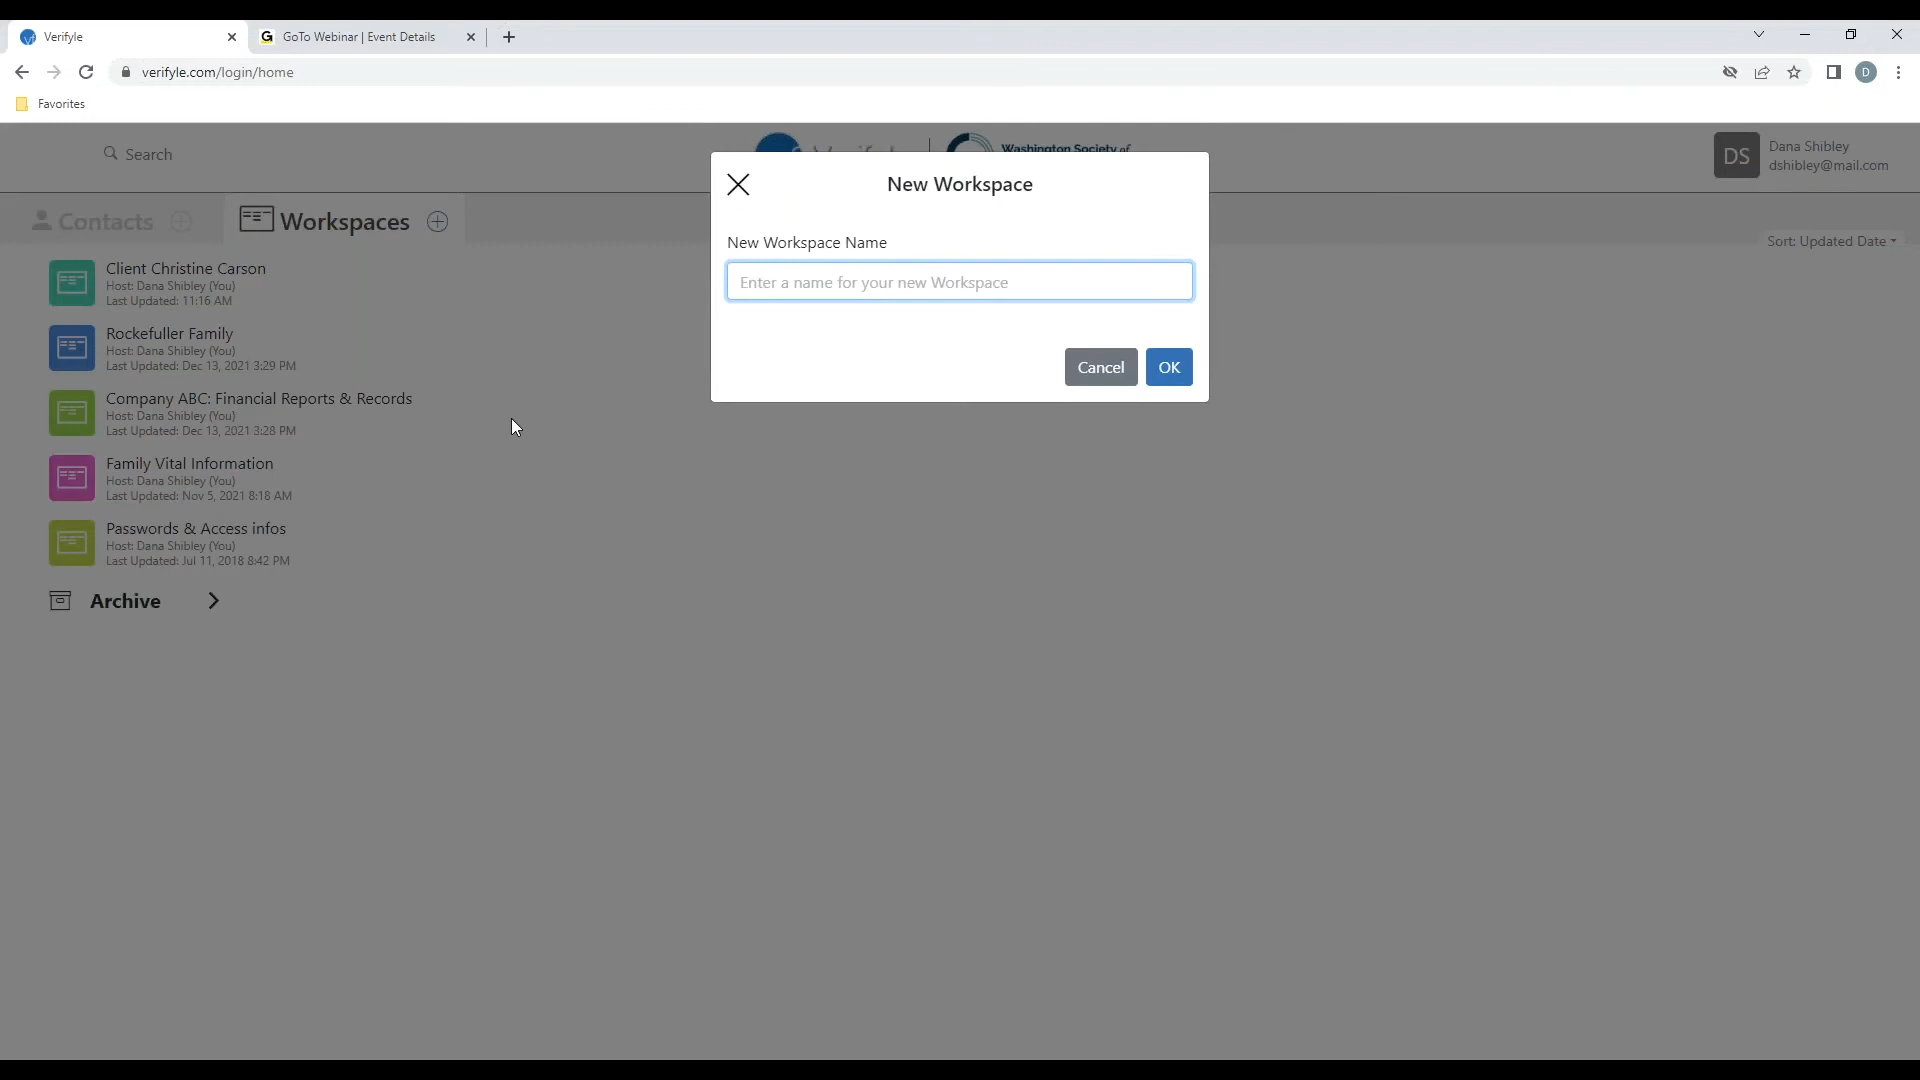 Verifyle
GoTo Webinar | Event Details
verifyle.com/login/home
D
Favorites
Search
Washington Society of
DS
Dana Shibley
dshibley@mail.com
Contacts
Workspaces
Sort: Updated Date
Client Christine Carson
Host: Dana Shibley (You)
Last Updated: 11:16 AM
Rockefuller Family
Host: Dana Shibley (You)
Last Updated: Dec 13, 2021 3:29 PM
Company ABC: Financial Reports & Records
Host: Dana Shibley (You)
Last Updated: Dec 13, 2021 3:28 PM
Family Vital Information
Host: Dana Shibley (You)
Last Updated: Nov 5, 2021 8:18 AM
Passwords & Access infos
Host: Dana Shibley (You)
Last Updated: Jul 11, 2018 8:42 PM
Archive
New Workspace
New Workspace Name
Enter a name for your new Workspace
Cancel
OK